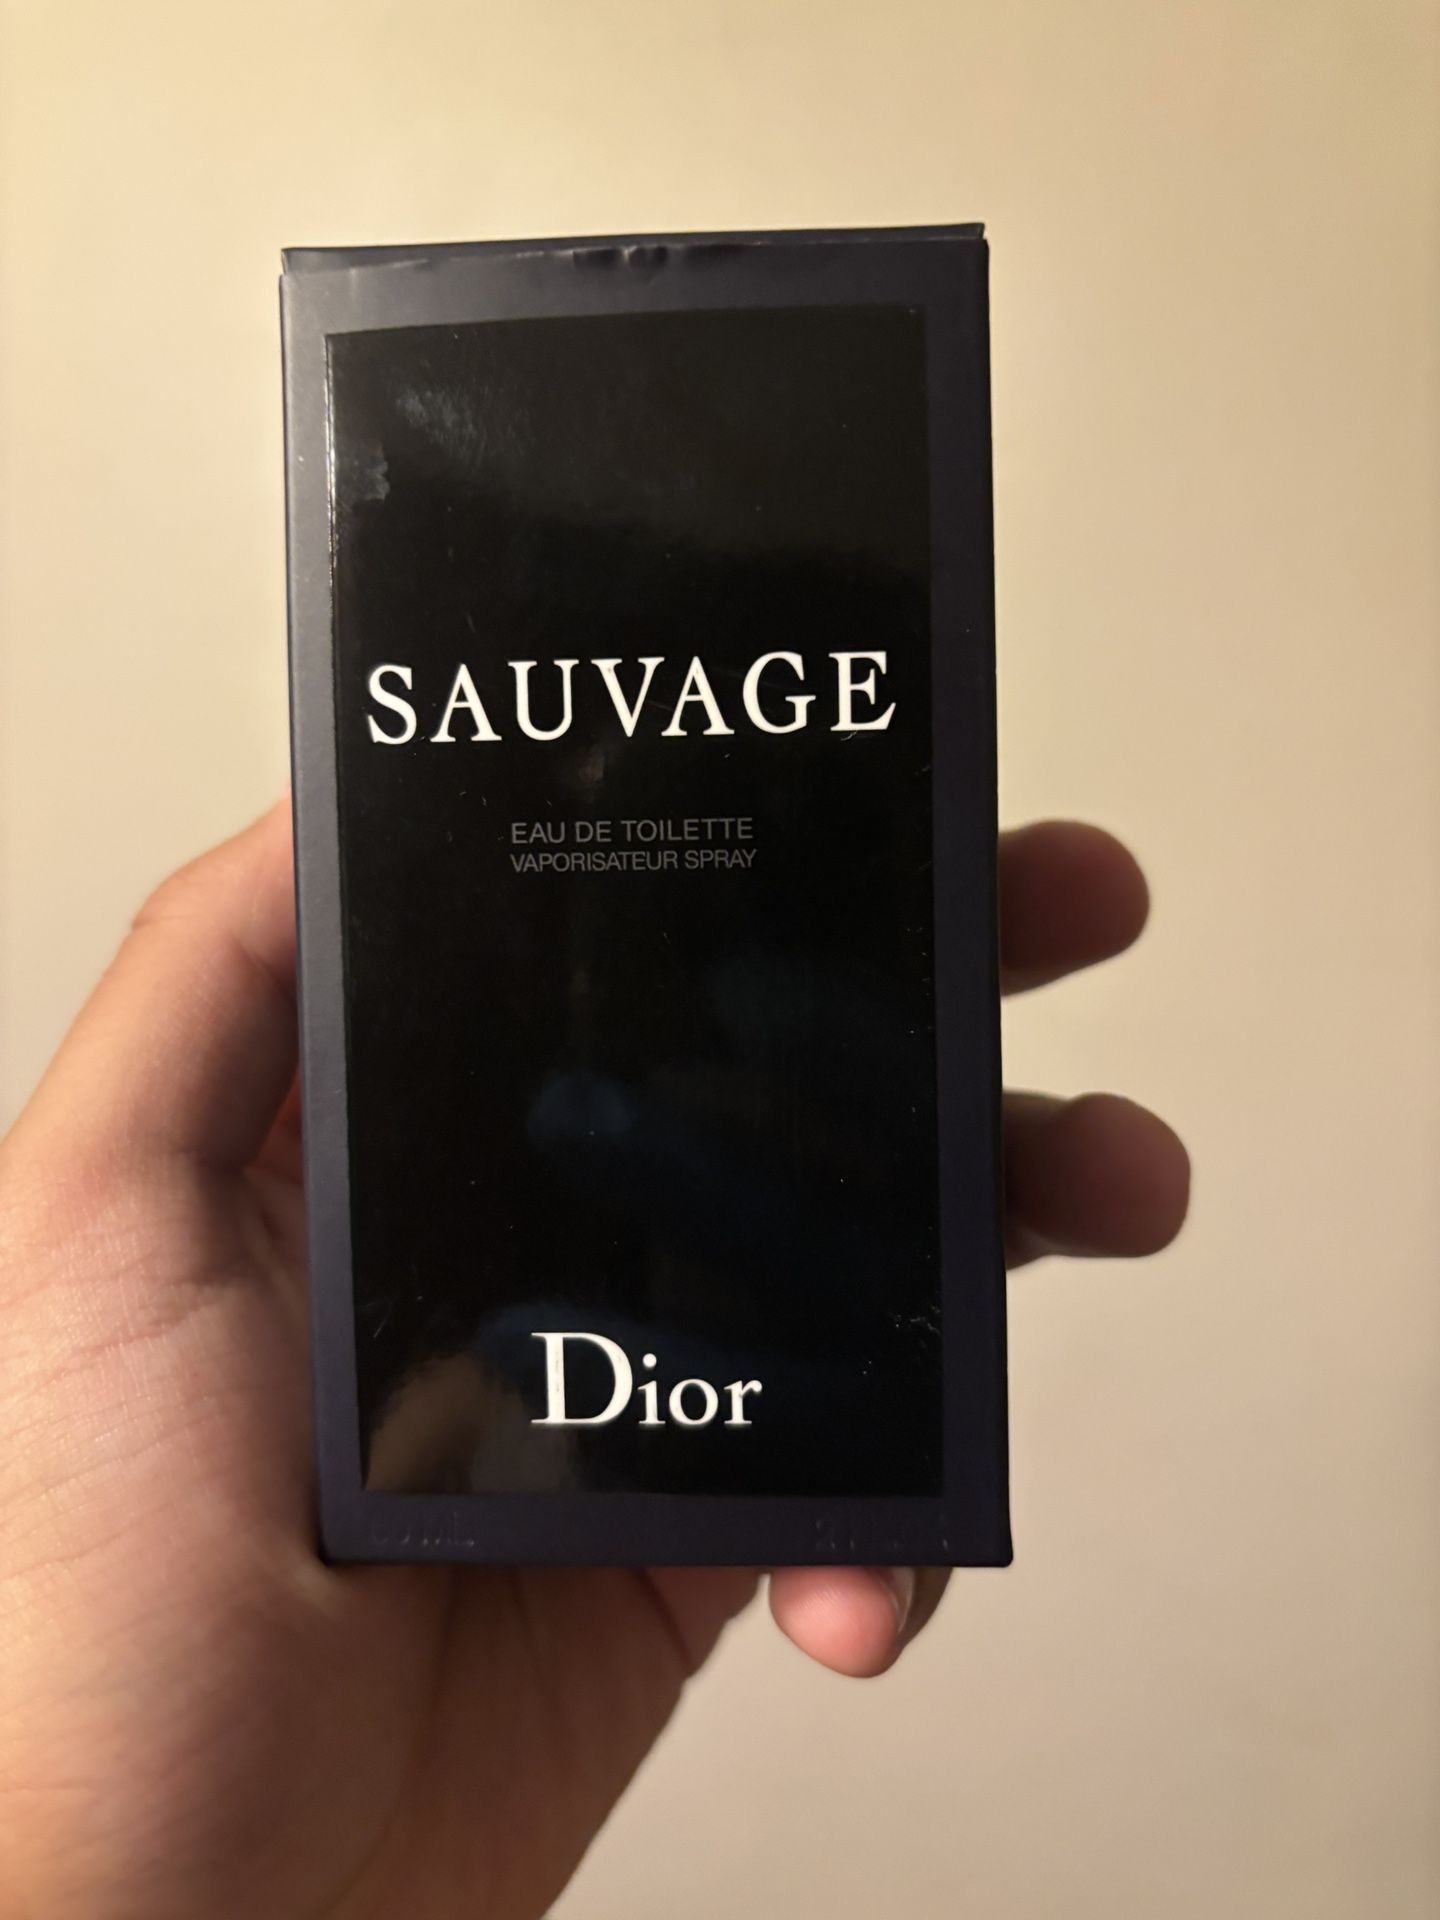 SAUVAGE
EAU DE TOILETTE
VAPORISATEUR SPRAY
Dior